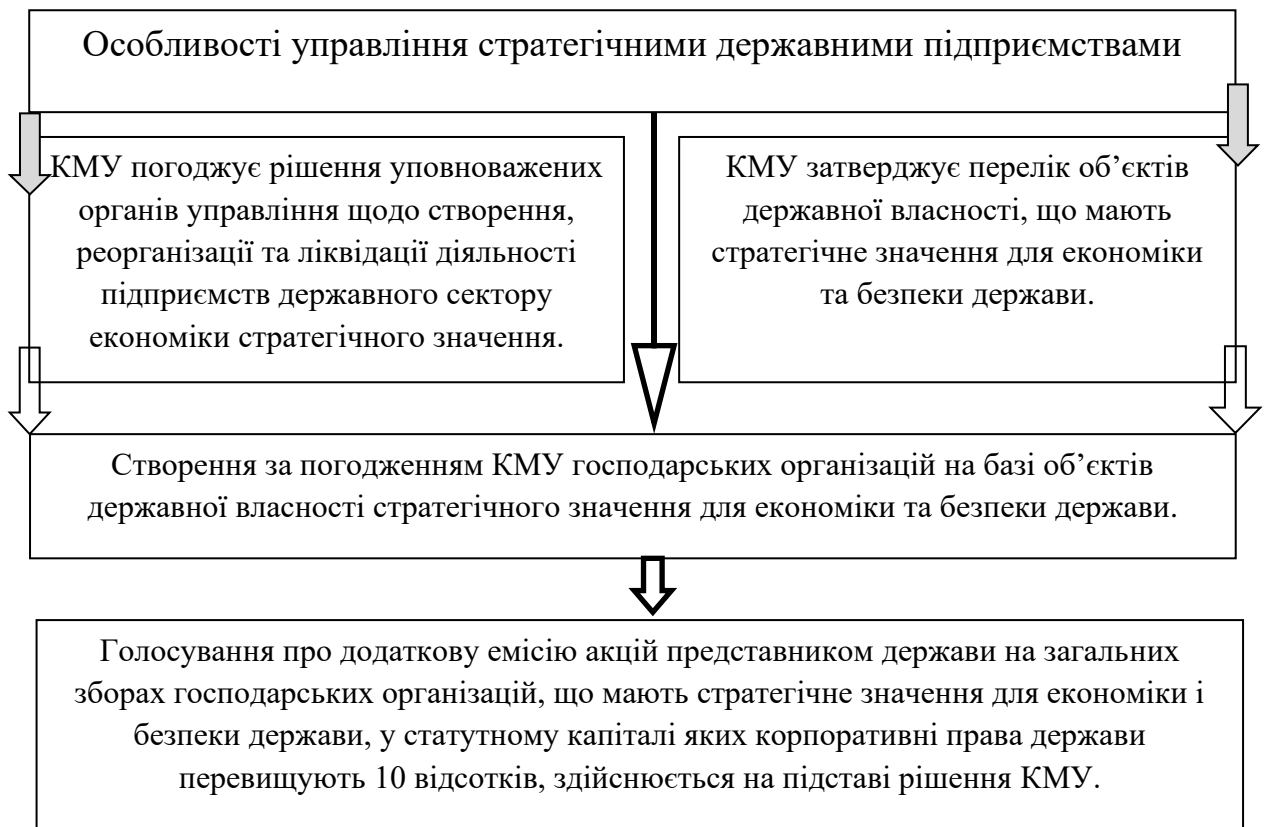 Особливості управління стратегічними державними підприємствами
КМУ погоджує рішення уповноважених
органів управління щодо створення,
реорганізації та ліквідації діяльності
підприємств державного сектору
економіки стратегічного значення.
КМУ затверджує перелік об’єктів
державної власності, що мають
стратегічне значення для економіки
та безпеки держави.
Створення за погодженням КМУ господарських організацій на базі об’єктів
державної власності стратегічного значення для економіки та безпеки держави.
Голосування про додаткову емісію акцій представником держави на загальних
зборах господарських організацій, що мають стратегічне значення для економіки і
безпеки держави, у статутному капіталі яких корпоративні права держави
перевищують 10 відсотків, здійснюється на підставі рішення КМУ.